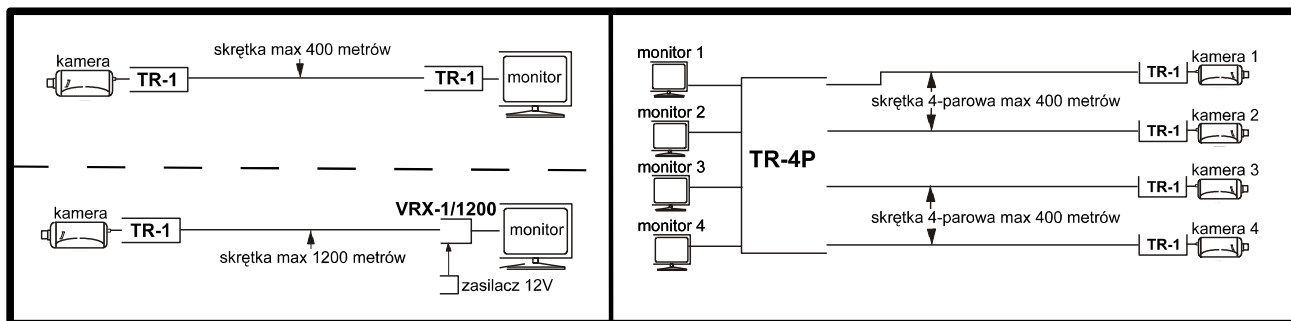 skrętka max 400 metrów
kamera
TR-1
TR-1
monitor
kamera
TR-1
VRX-1/1200
monitor
skrętka max 1200 metrów
zasilacz 12V
monitor 1
monitor 2
monitor 3
monitor 4
TR-4P
TR-1
kamera 1
skrętka 4-parowa max 400 metrów
TR-1
kamera 2
TR-1
kamera 3
skrętka 4-parowa max 400 metrów
TR-1
kamera 4